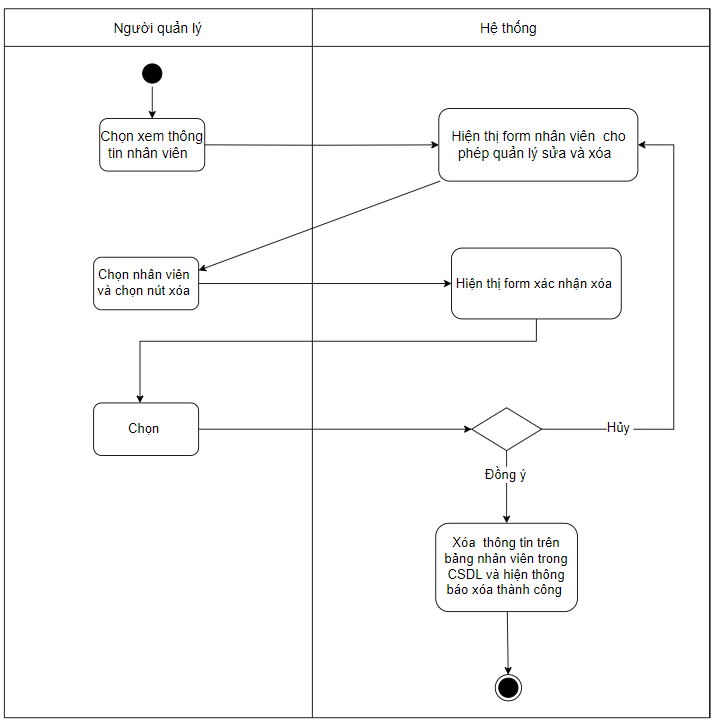 Người quản lý
Hệ thống
Chọn xem thông
tin nhân viên
Hiện thị form nhân viên cho
phép quản lý sửa và xóa
Chọn nhân viên
và chọn nút xóa
Hiện thị form xác nhận xóa
Chọn
Hủy
Đồng ý
Xóa thông tin trên
bảng nhân viên trong
CSDL và hiện thông
báo xóa thành công